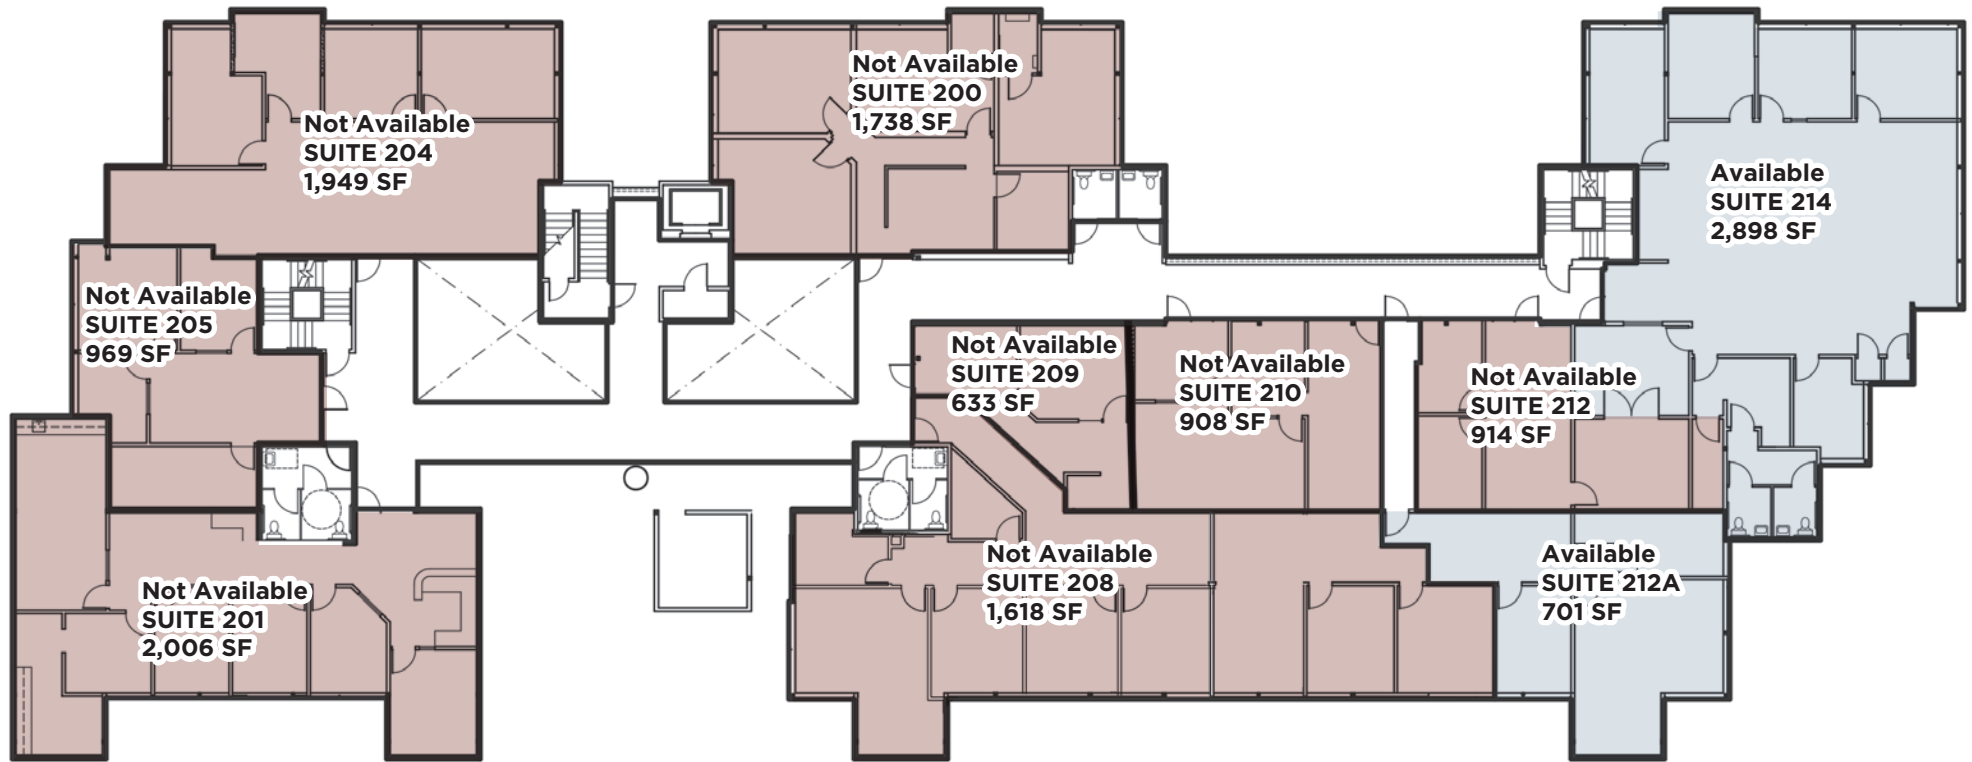 Not Available
SUITE 204
1,949 SF
Not Available
SUITE 200
1,738 SF
Available
SUITE 214
2,898 SF
Not Available
SUITE 205
969 SF
Not Available
SUITE 209
633 SF
Not Available
SUITE 210
908 SF
Not Available
SUITE 212
914 SF
Not Available
SUITE 201
2,006 SF
Not Available
SUITE 208
1,618 SF
Available
SUITE 212A
701 SF